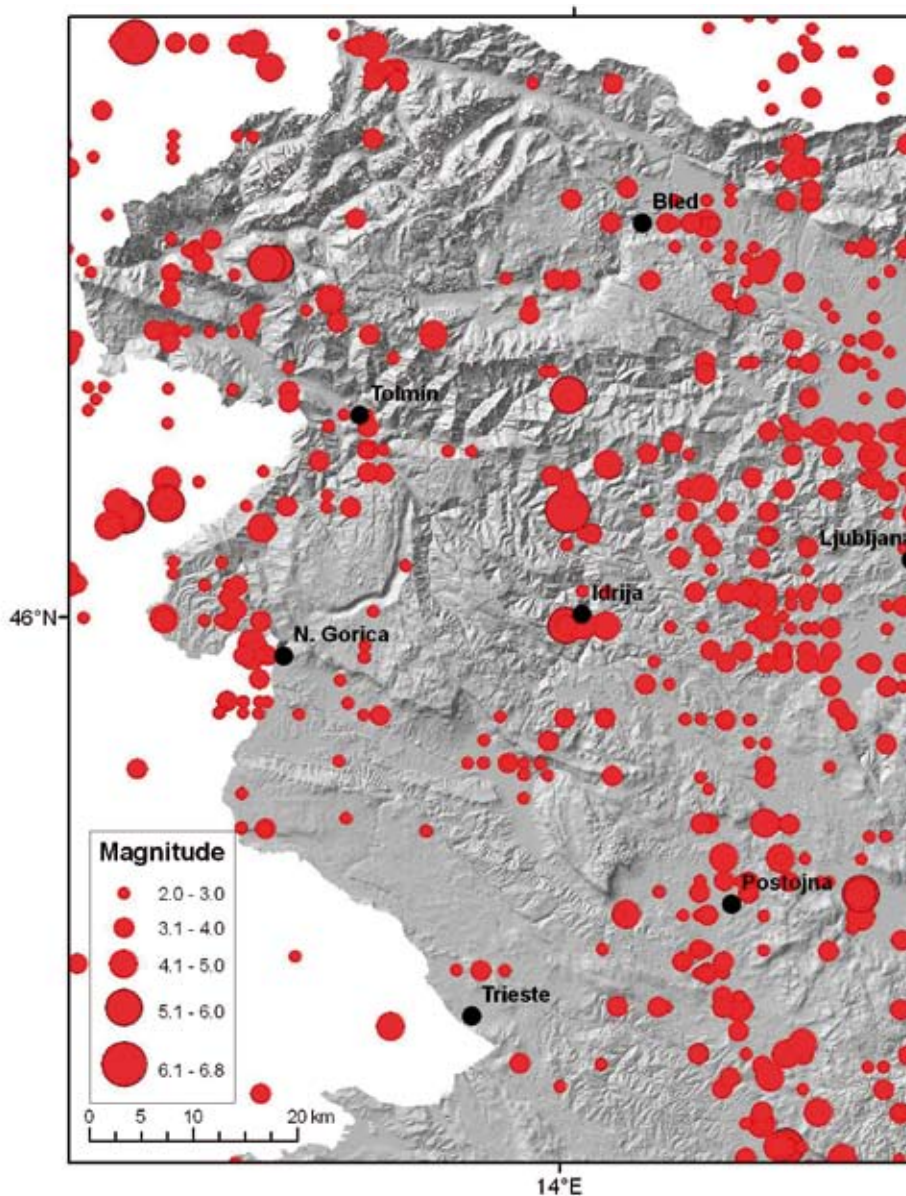 Bled
Tolmin
Ljubljana
Idrija
46°N
N. Gorica
Magnitude
2.0 - 3.0
3.1 - 4.0
4.1 - 5.0
5.1 - 6.0
6.1 - 6.8
Postojna
Trieste
0 5 10 20 km
14°E